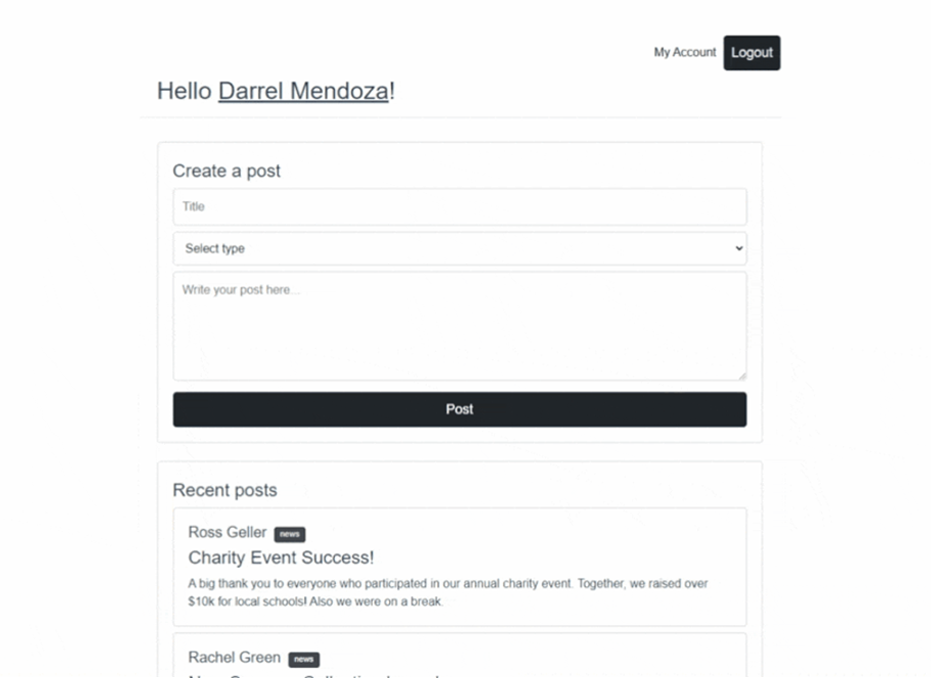 My Account Logout
Hello Darrel Mendoza!
Create a post
Title
Select type
Write your post here...
Post
Recent posts
Ross Geller news
Charity Event Success!
A big thank you to everyone who participated in our annual charity event. Together, we raised over
$10k for local schools! Also we were on a break.
Rachel Green news